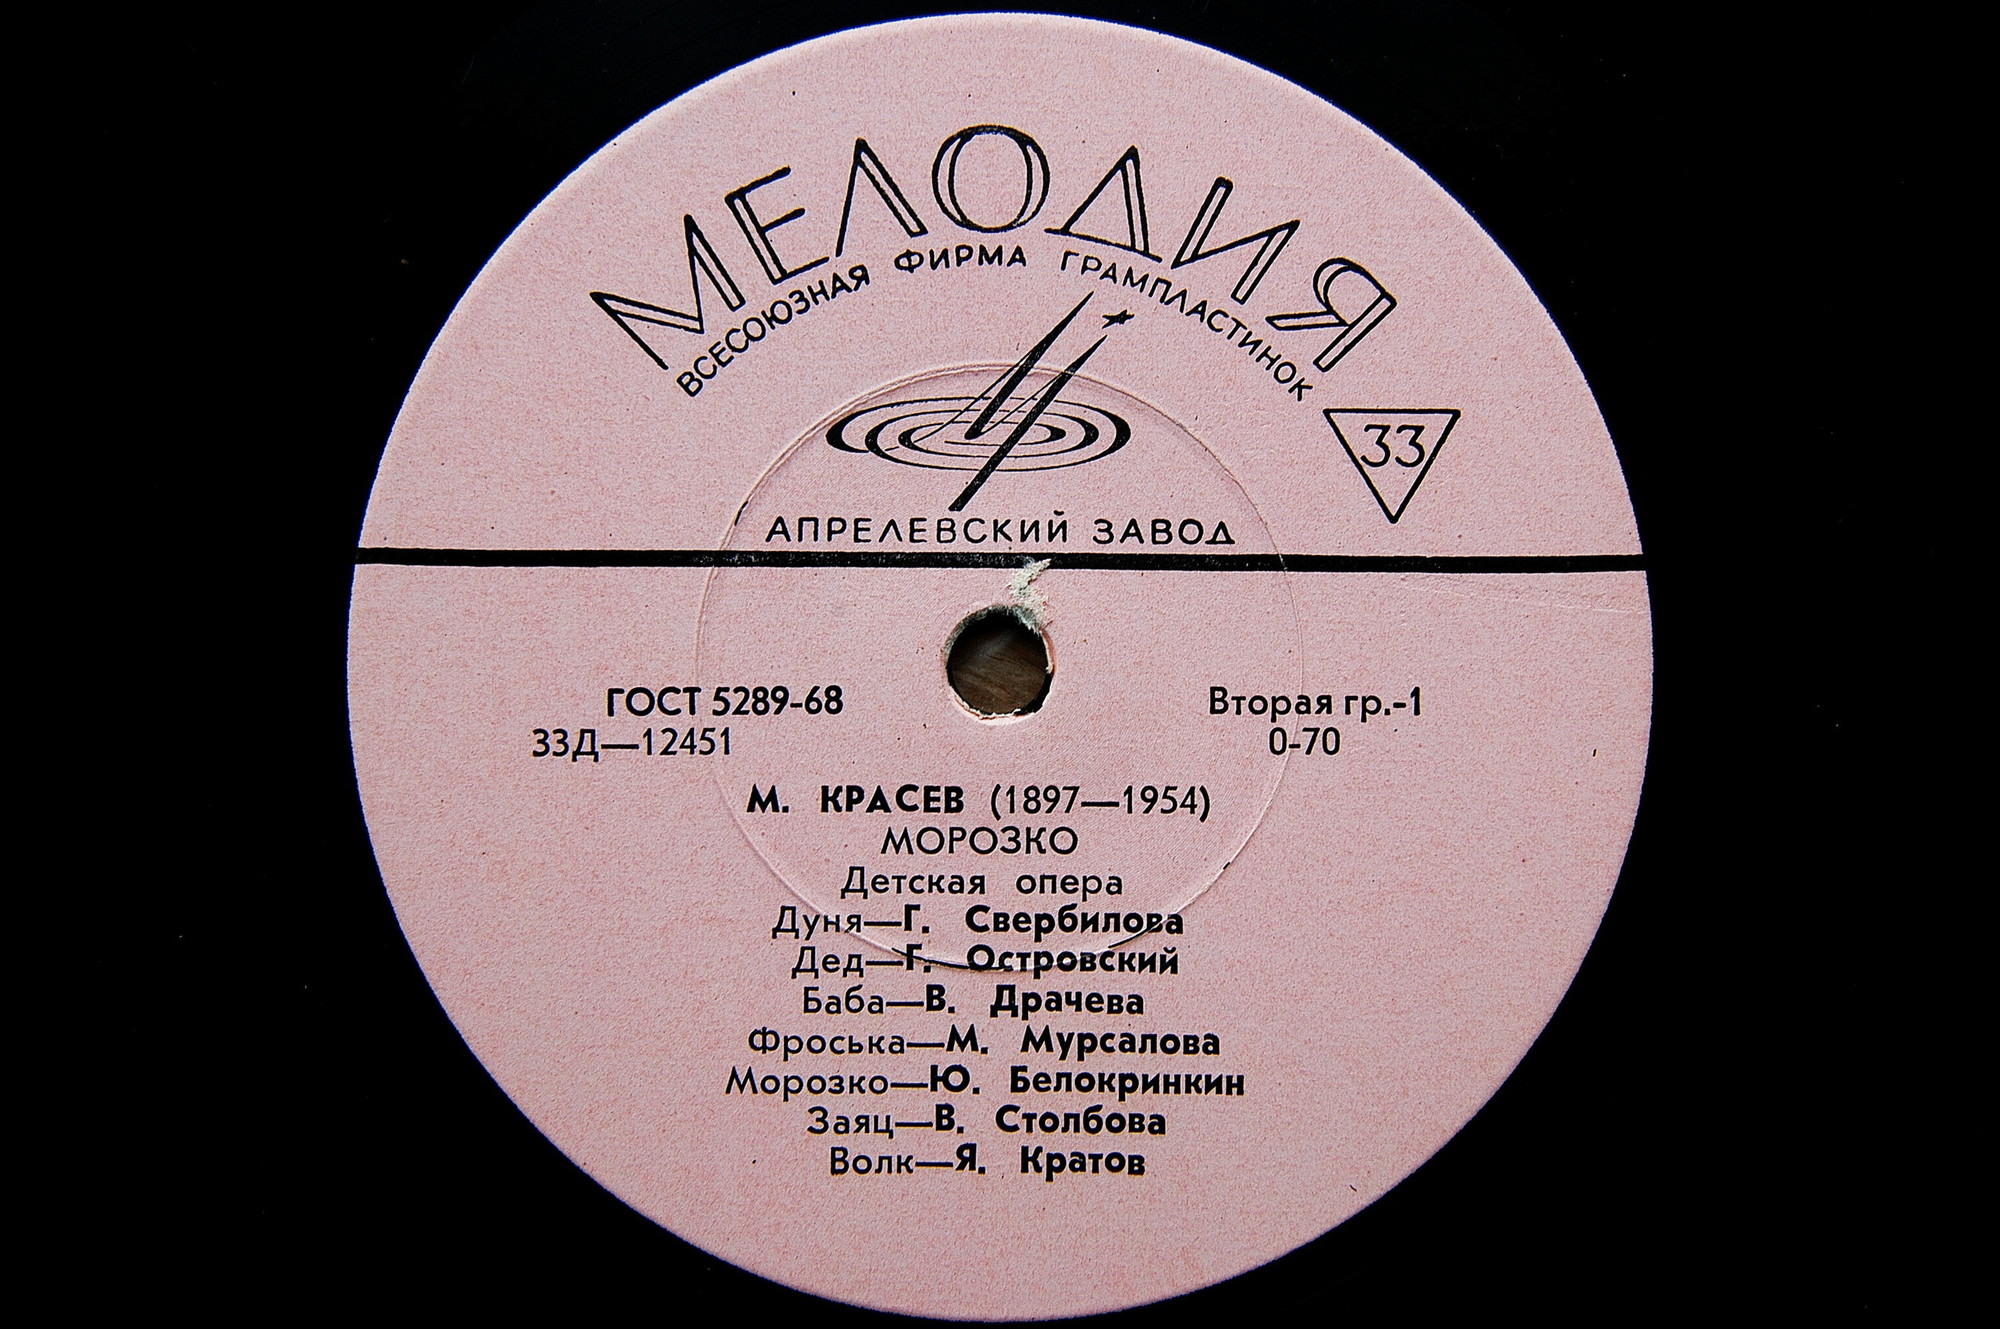 МЕЛОДИЯ
ВСЕСОЮЗНАЯ ФИРМА ГРАМПЛАСТИНОК
33
АПРЕЛЕВСКИЙ ЗАВОД
ГОСТ 5289-68
Вторая гр.-1
33Д—12451
0-70
М. КРАСЕВ (1897—1954)
МОРОЗКО
Детская опера
Дуня—Г. Свербилова
Дед—Г. Островский
Баба—В. Драчева
Фроська—М. Мурсалова
Морозко—Ю. Белокринкин
Заяц—В. Столбова
Волк—Я. Кратов